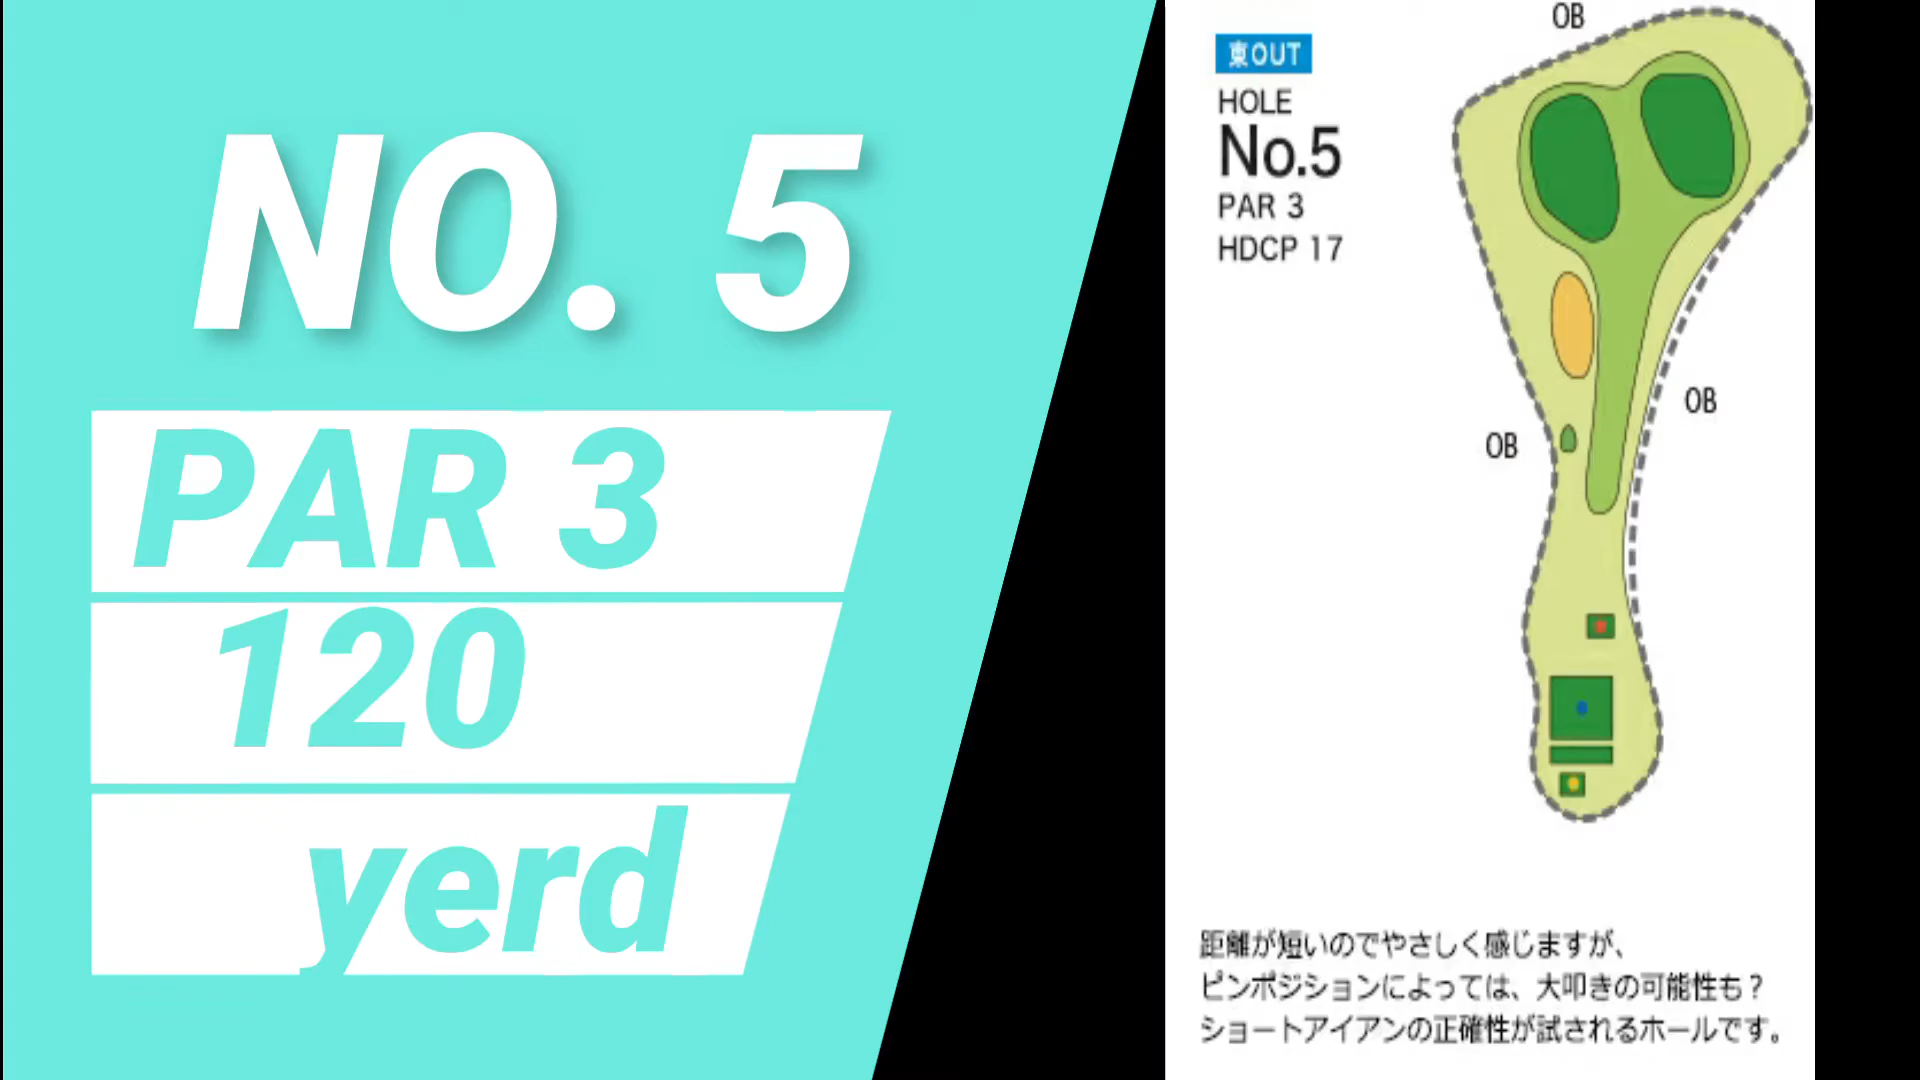 NO. 5
PAR 3
120
yerd
東OUT
HOLE
No.5
PAR 3
HDCP 17
OB
OB
OB
距離が短いのでやさしく感じますが、
ピンポジションによっては、大叩きの可能性も？
ショートアイアンの正確性が試されるホールです。